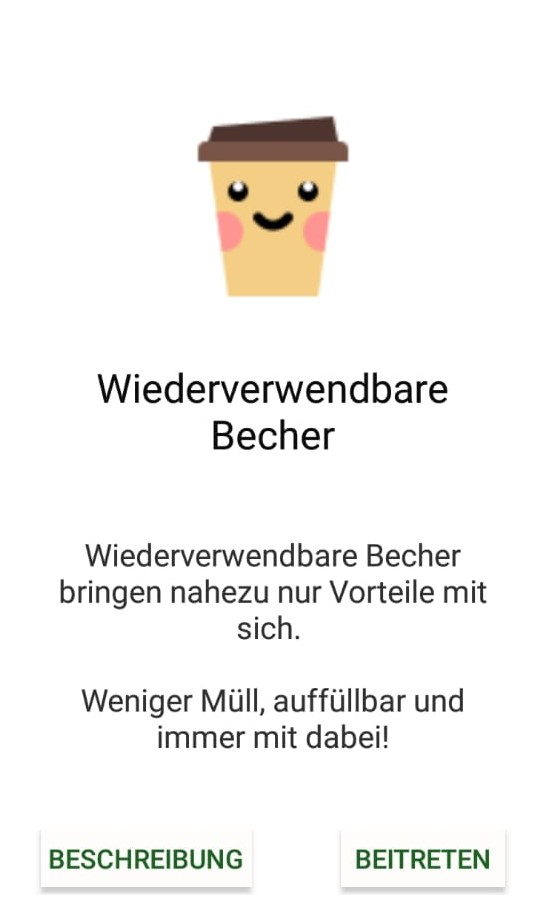 Wiederverwendbare
Becher
Wiederverwendbare Becher
bringen nahezu nur Vorteile mit
sich.
Weniger Müll, auffüllbar und
immer mit dabei!
BESCHREIBUNG
BEITRETEN